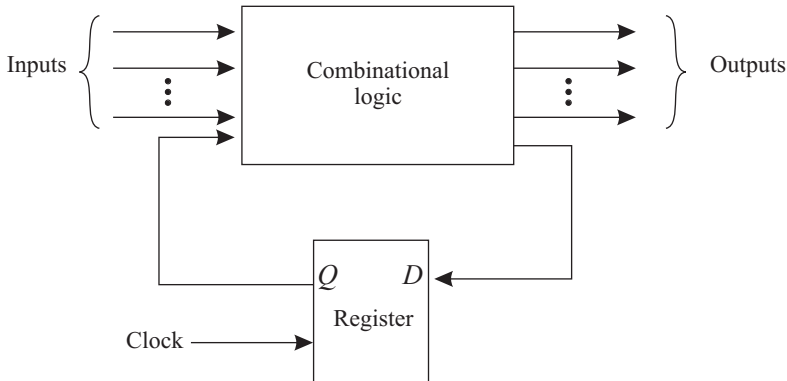 Inputs
Combinational
logic
Outputs
Q
D
Register
Clock